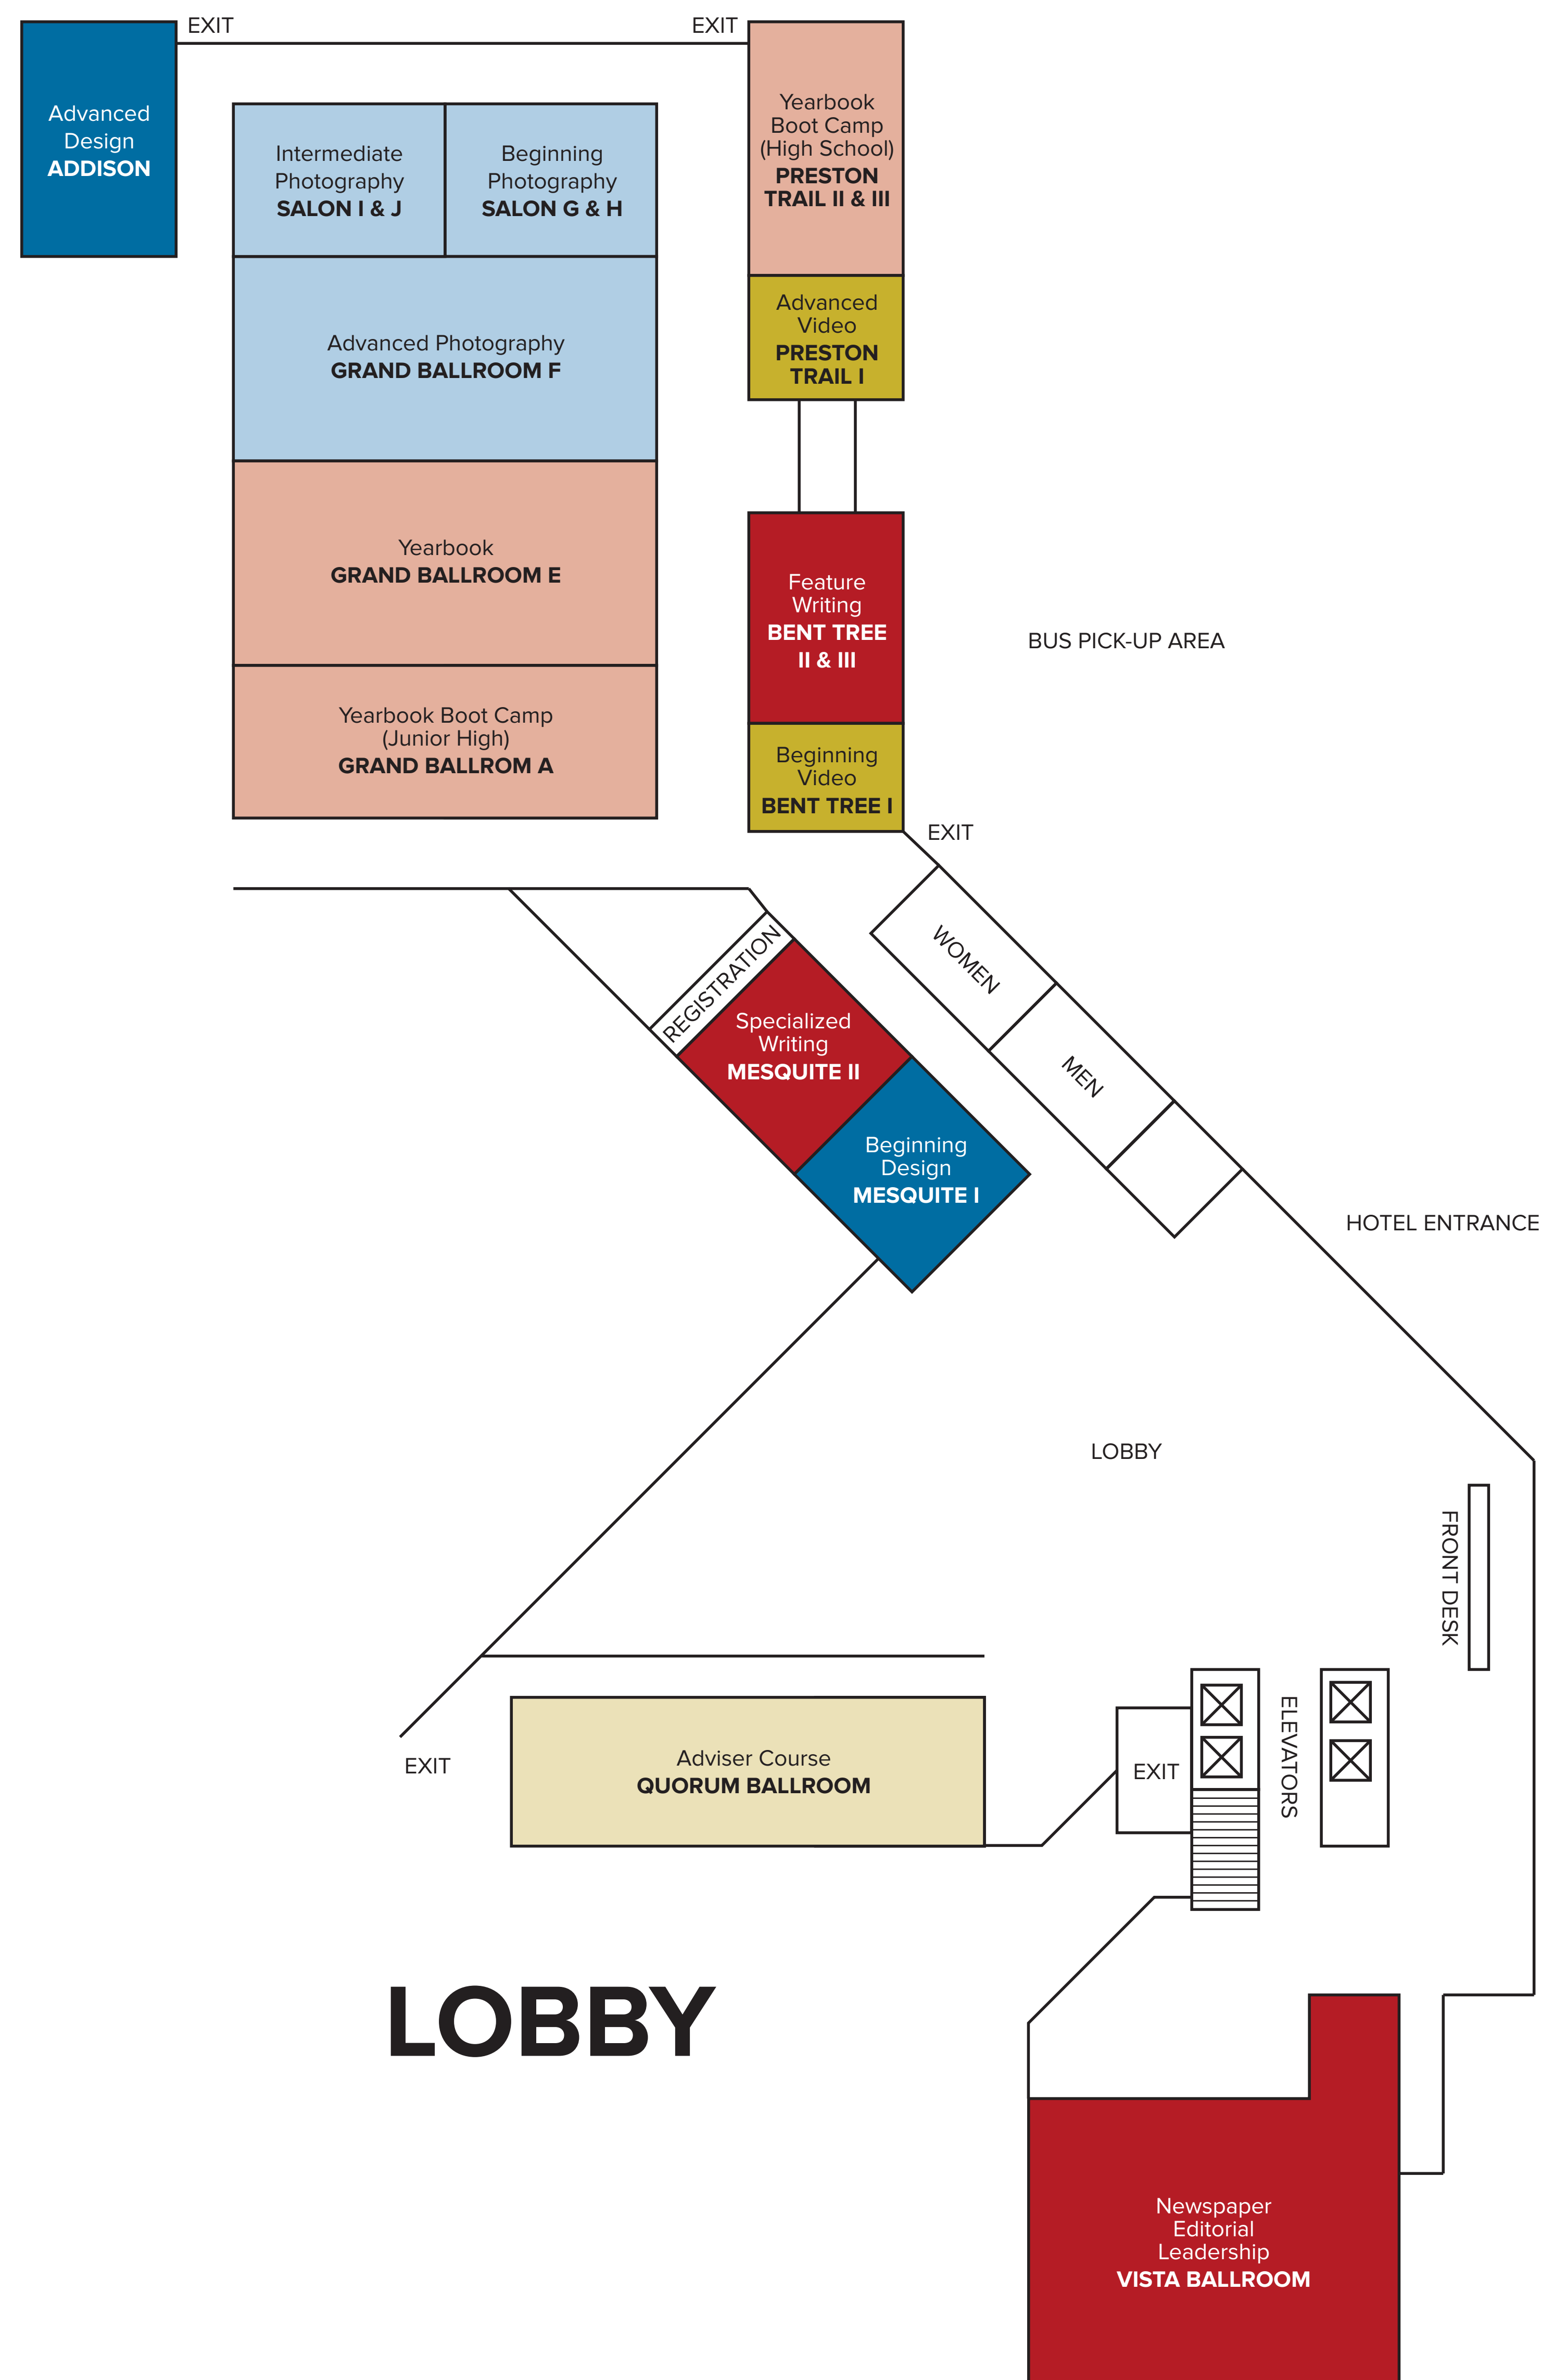 EXIT
EXIT
Advanced
Design
ADDISON
Intermediate
Photography
SALON I & J
Beginning
Photography
SALON G & H
Yearbook
Boot Camp
(High School)
PRESTON
TRAIL II & III
Advanced
Video
PRESTON
TRAIL I
Advanced Photography
GRAND BALLROOM F
Yearbook
GRAND BALLROOM E
Feature
Writing
BENT TREE
II & III
BUS PICK-UP AREA
Yearbook Boot Camp
(Junior High)
GRAND BALLROM A
Beginning
Video
BENT TREE I
EXIT
WOMEN
MEN
REGISTRATION
Specialized
Writing
MESQUITE II
Beginning
Design
MESQUITE I
HOTEL ENTRANCE
LOBBY
FRONT DESK
ELEVATORS
EXIT
Adviser Course
QUORUM BALLROOM
EXIT
LOBBY
Newspaper
Editorial
Leadership
VISTA BALLROOM